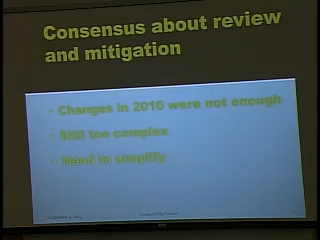 Consensus about review
and mitigation
- Changes in 2010 were not enough
- Still too complex
- Need to simplify